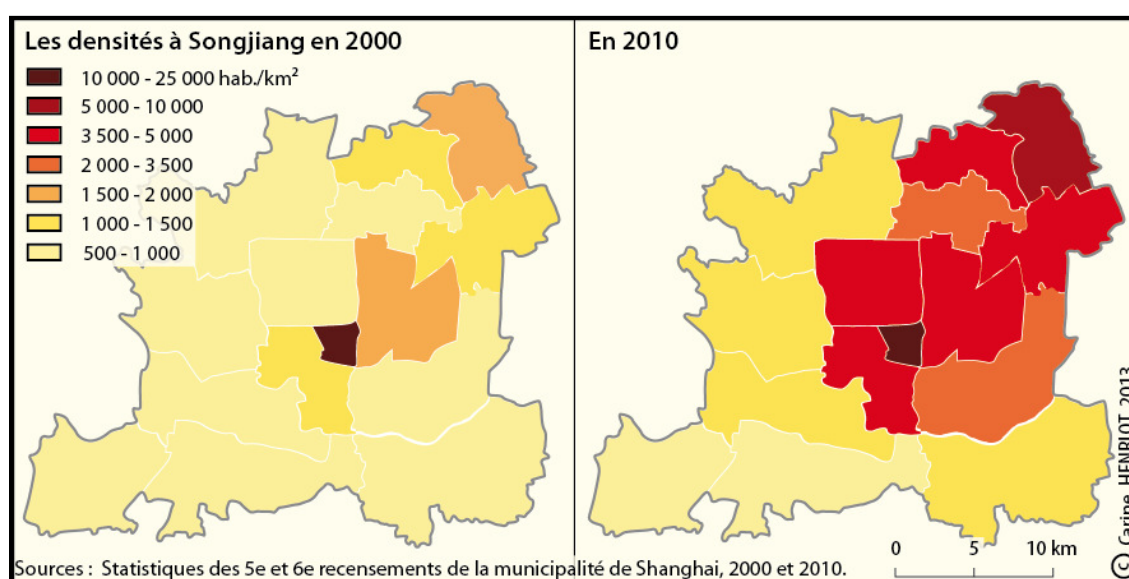 Les densités à Songjiang en 2000
10 000 - 25 000 hab./km²
5 000 - 10 000
3 500 - 5 000
2 000 - 3 500
1 500 - 2 000
1 000 - 1 500
500 - 1 000
En 2010
0 5 10 km
© Carine HENRIOT, 2013
Sources : Statistiques des 5e et 6e recensements de la municipalité de Shanghai, 2000 et 2010.